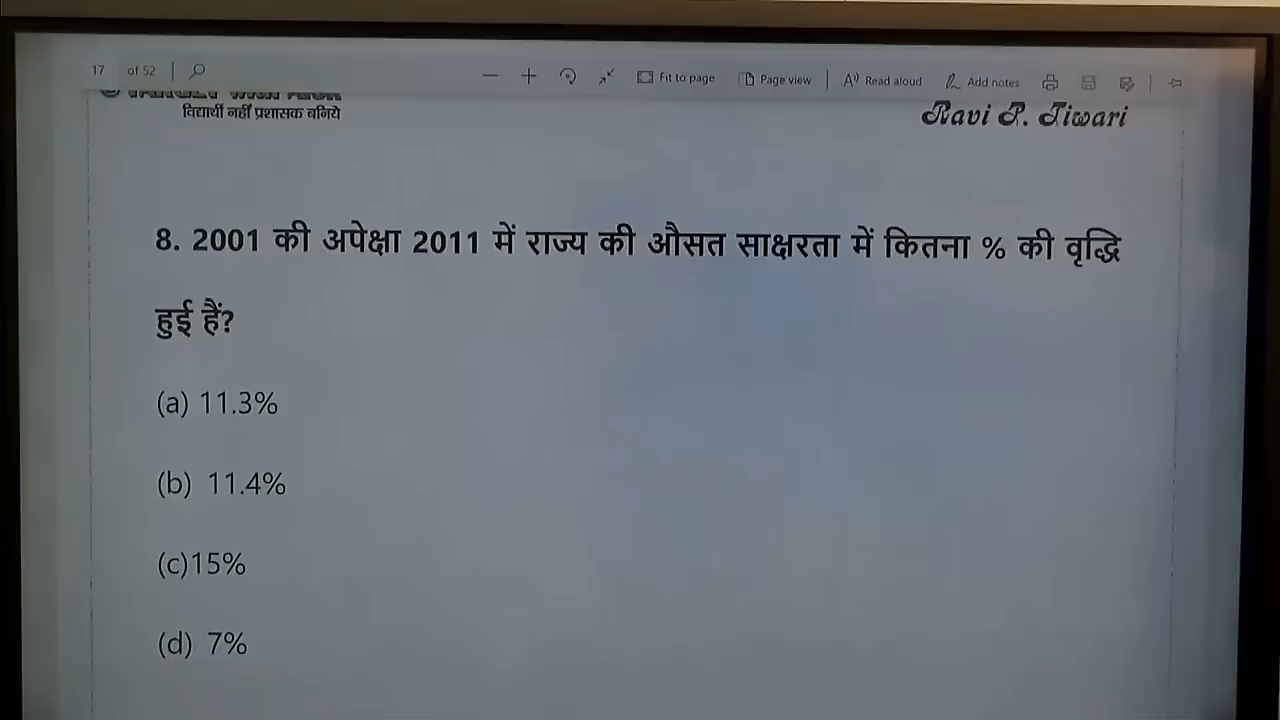 17 of 52 Fit to page Page view Read aloud Add notes
विद्यार्थी नहीं प्रशासक बनिये
Ravi P. Tiwari
8. 2001 की अपेक्षा 2011 में राज्य की औसत साक्षरता में कितना % की वृद्धि
हुई हैं?
(a) 11.3%
(b) 11.4%
(c)15%
(d) 7%